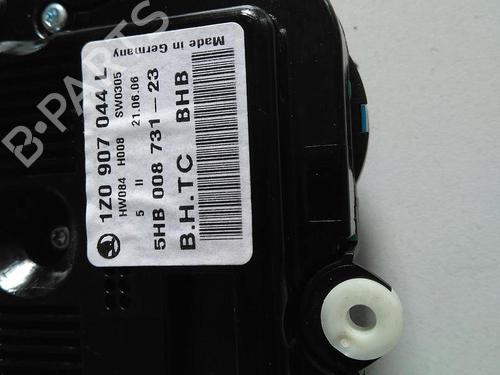 Made in Germany
1Z0 907 044 L
HW084 H008 SW0305
5 II 21.06.06
5HB 008 731-23
B.H.TC BHB
B-PARTS